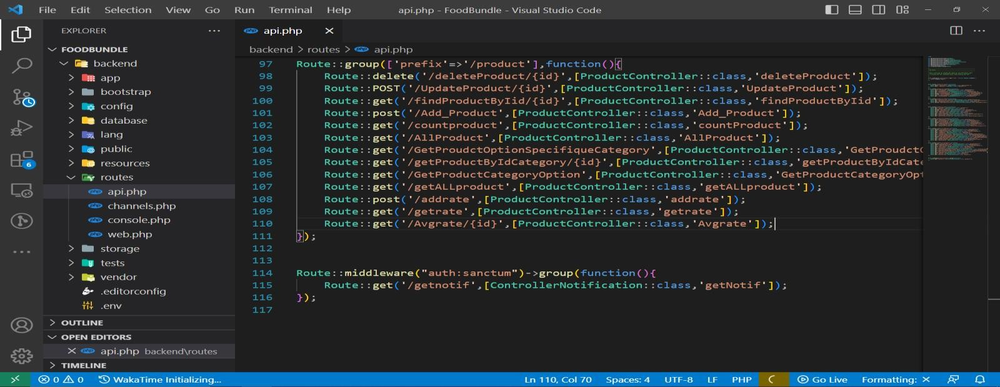 File Edit Selection View Go Run Terminal Help api.php - FoodBundle - Visual Studio Code
EXPLORER
api.php
FOODBUNDLE
backend > routes > api.php
backend
app
bootstrap
config
database
lang
public
resources
routes
api.php
channels.php
console.php
web.php
storage
tests
vendor
.editorconfig
.env
OUTLINE
OPEN EDITORS
api.php backend\routes
TIMELINE
6
97 Route::group(['prefix'=>'/product'],function(){
98 Route::delete('/deleteProduct/{id}',[ProductController::class,'deleteProduct']);
99 Route::POST('/UpdateProduct/{id}',[ProductController::class,'UpdateProduct']);
100 Route::get('/findProductByIid/{id}',[ProductController::class,'findProductByIid']);
101 Route::post('/Add_Product',[ProductController::class,'Add_Product']);
102 Route::get('/countproduct',[ProductController::class,'countProduct']);
103 Route::get('/AllProduct',[ProductController::class,'AllProduct']);
104 Route::get('/GetProudctOptionSpecifiqueCategory',[ProductController::class,'GetProudctO
105 Route::get('/getProductByIdCategory/{id}',[ProductController::class,'getProductByIdCate
106 Route::get('/GetProductCategoryOption',[ProductController::class,'GetProductCategoryOpt
107 Route::get('/getALLproduct',[ProductController::class,'getALLproduct']);
108 Route::post('/addrate',[ProductController::class,'addrate']);
109 Route::get('/getrate',[ProductController::class,'getrate']);
110 Route::get('/Avgrate/{id}',[ProductController::class,'Avgrate']);
111 });
112
113
114 Route::middleware("auth:sanctum")->group(function(){
115 Route::get('/getnotif',[ControllerNotification::class,'getNotif']);
116 });
117
0 0 WakaTime Initializing... Ln 110, Col 70 Spaces: 4 UTF-8 LF PHP Go Live Formatting: ✕